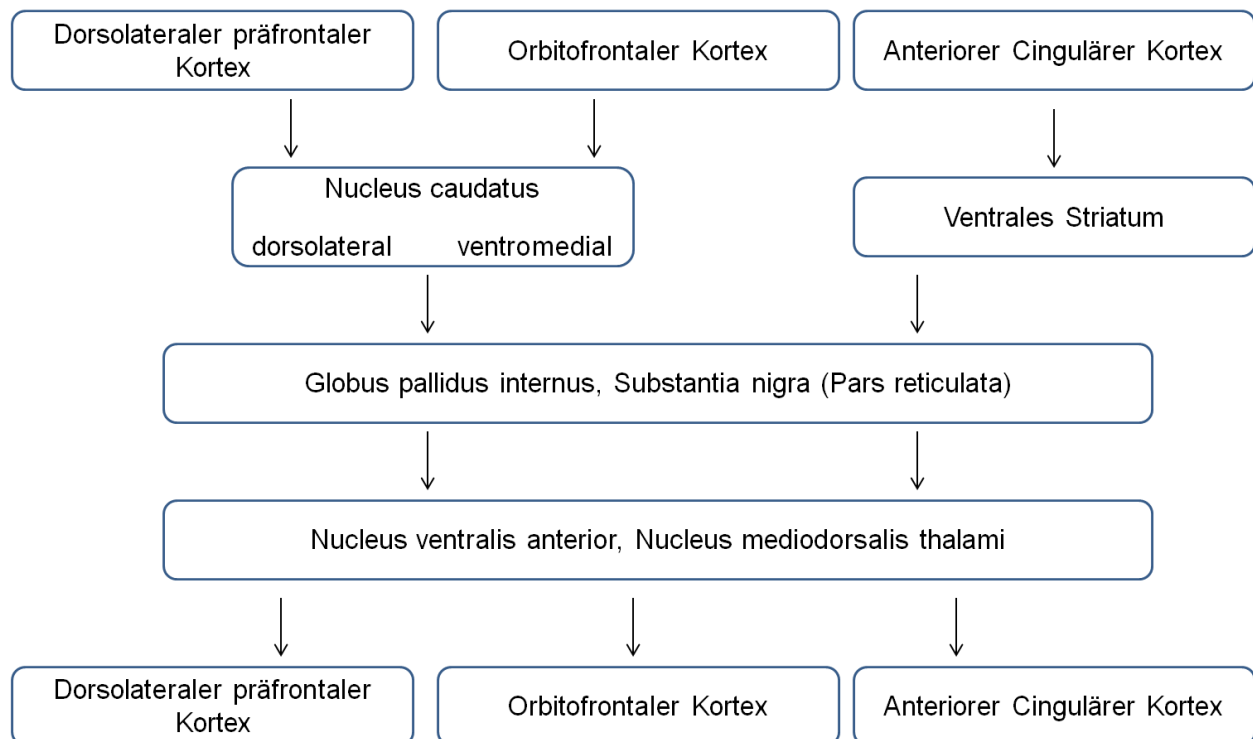 Dorsolateraler präfrontaler
Kortex
Orbitofrontaler Kortex
Anteriorer Cingulärer Kortex
Nucleus caudatus
dorsolateral ventromedial
Ventrales Striatum
Globus pallidus internus, Substantia nigra (Pars reticulata)
Nucleus ventralis anterior, Nucleus mediodorsalis thalami
Dorsolateraler präfrontaler
Kortex
Orbitofrontaler Kortex
Anteriorer Cingulärer Kortex